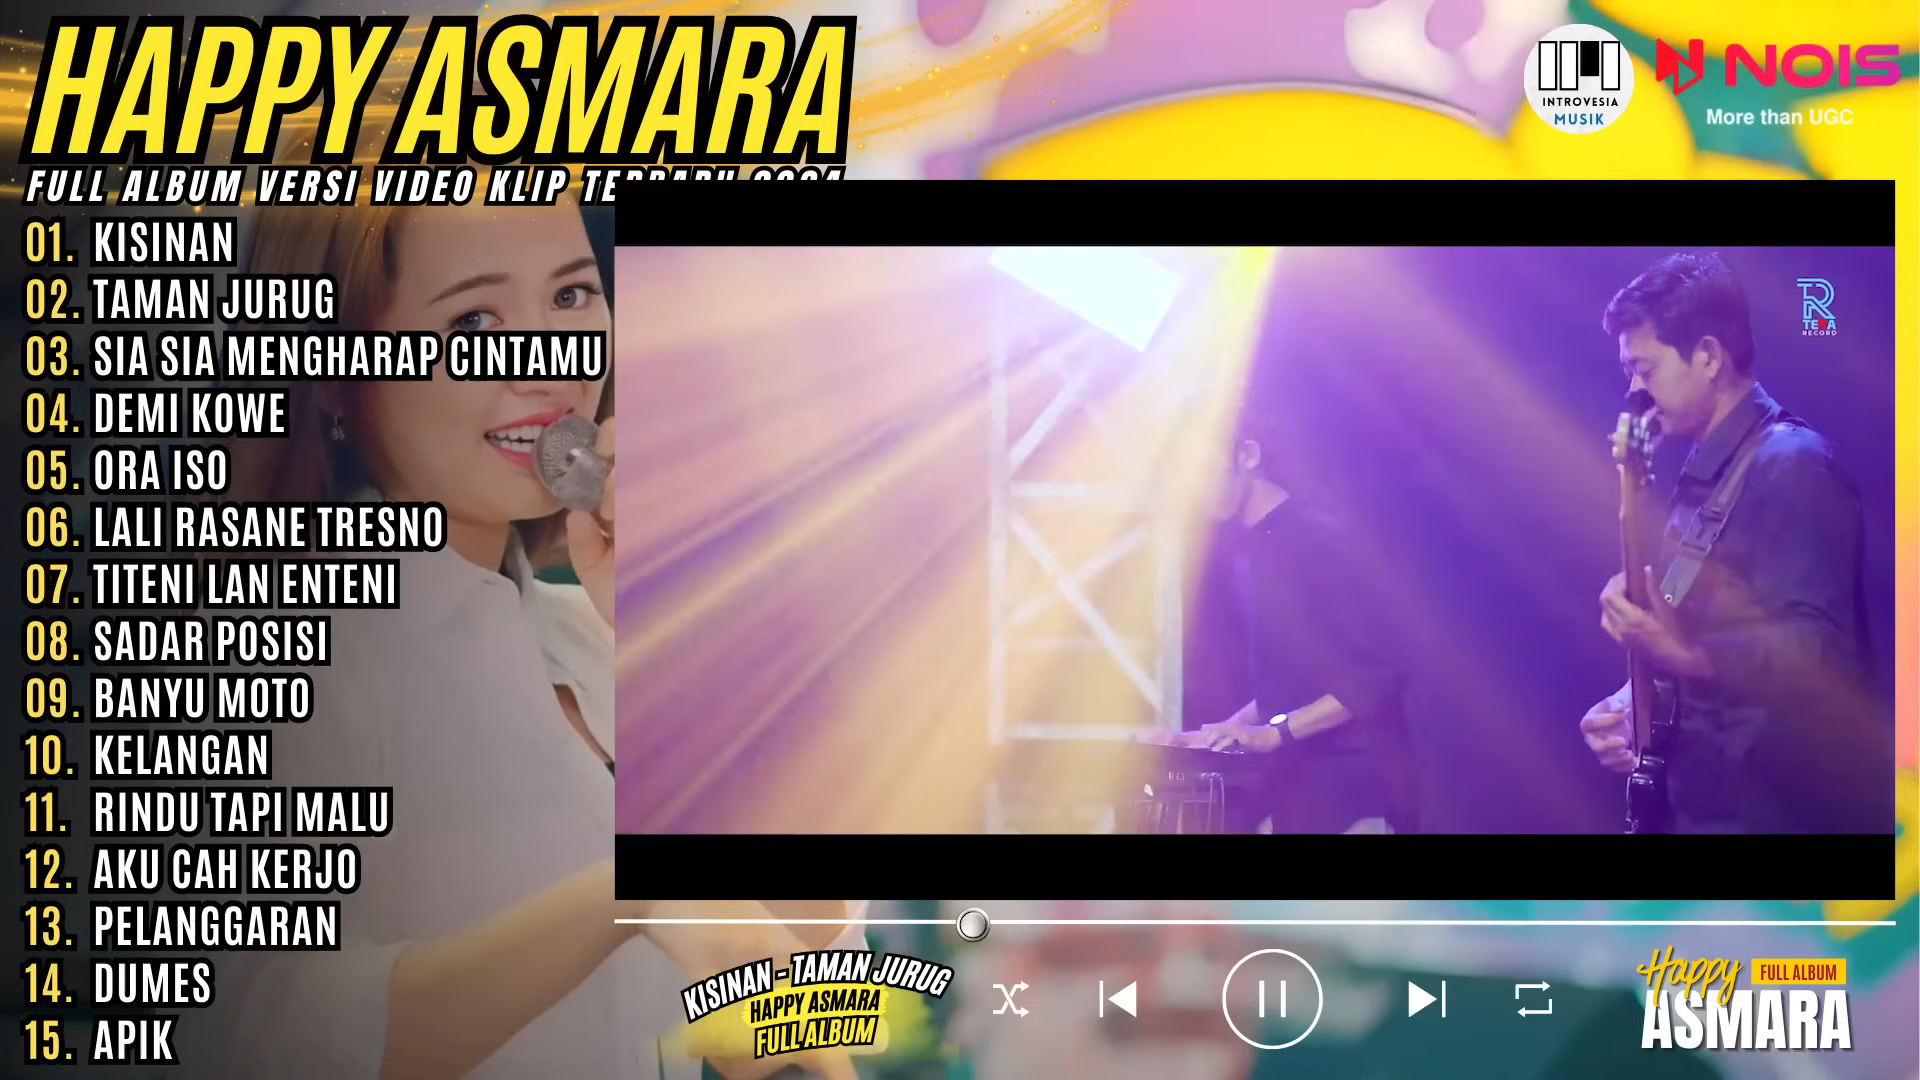 HAPPY ASMARA
FULL ALBUM VERSI VIDEO KLIP
01. KISINAN
02. TAMAN JURUG
03. SIA SIA MENGHARAP CINTAMU
04. DEMI KOWE
05. ORA ISO
06. LALI RASANE TRESNO
07. TITENI LAN ENTENI
08. SADAR POSISI
09. BANYU MOTO
10. KELANGAN
11. RINDU TAPI MALU
12. AKU CAH KERJO
13. PELANGGARAN
14. DUMES
15. APIK
INTROVESIA
MUSIK
NOIS
More than UGC
TR
TERA
RECORD
KISINAN - TAMAN JURUG
HAPPY ASMARA
FULL ALBUM
Happy
FULL ALBUM
ASMARA